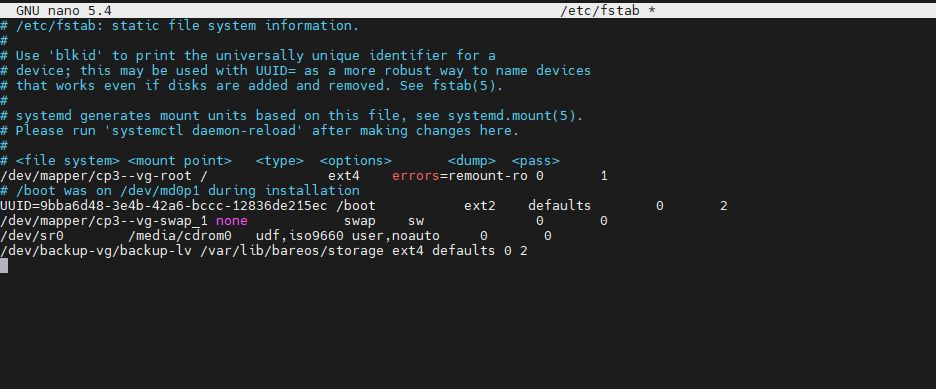 GNU nano 5.4 /etc/fstab *
# /etc/fstab: static file system information.
#
# Use 'blkid' to print the universally unique identifier for a
# device; this may be used with UUID= as a more robust way to name devices
# that works even if disks are added and removed. See fstab(5).
#
# systemd generates mount units based on this file, see systemd.mount(5).
# Please run 'systemctl daemon-reload' after making changes here.
#
# <file system> <mount point>   <type>  <options>       <dump>  <pass>
/dev/mapper/cp3--vg-root /               ext4    errors=remount-ro 0       1
# /boot was on /dev/md0p1 during installation
UUID=9bba6d48-3e4b-42a6-bccc-12836de215ec /boot           ext2    defaults        0       2
/dev/mapper/cp3--vg-swap_1 none            swap    sw              0       0
/dev/sr0        /media/cdrom0   udf,iso9660 user,noauto     0       0
/dev/backup-vg/backup-lv /var/lib/bareos/storage ext4 defaults 0 2